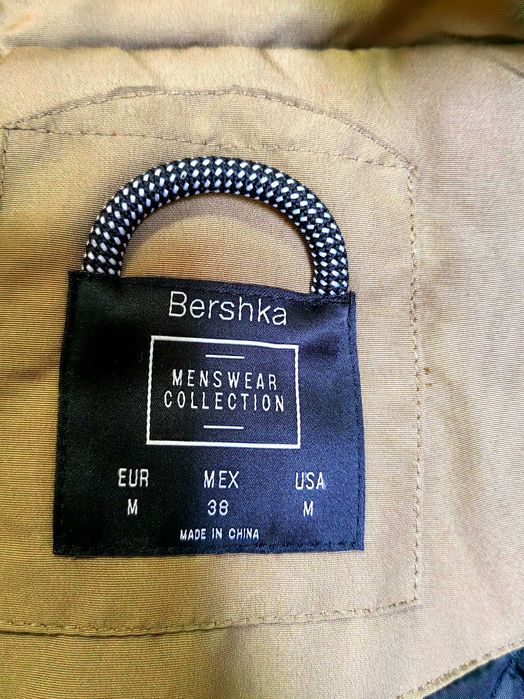 Bershka
MENSWEAR
COLLECTION
EUR MEX USA
M 38 M
MADE IN CHINA